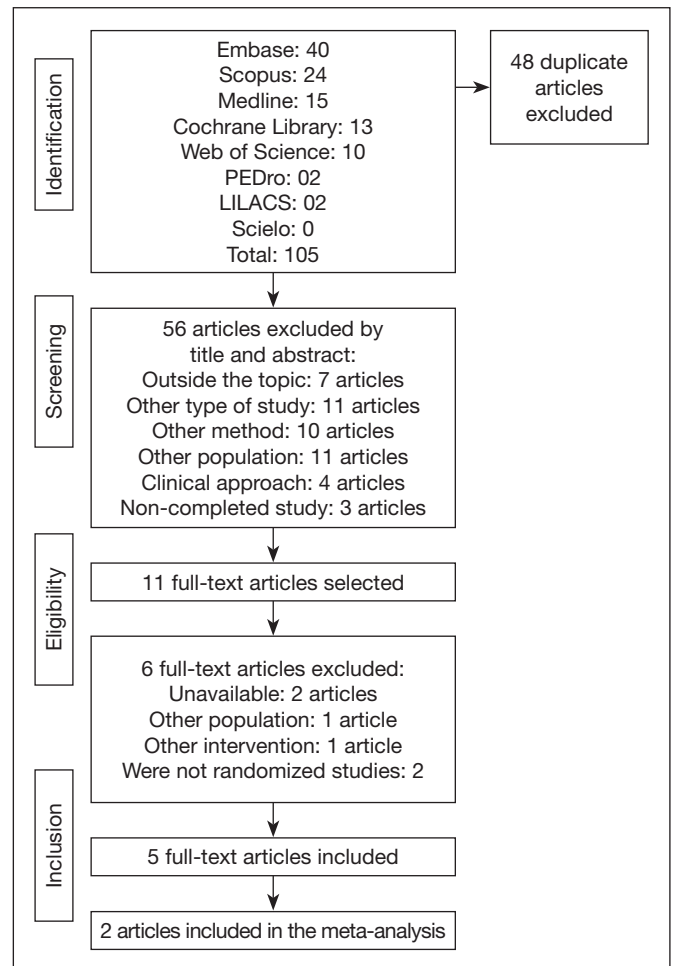 Identification
Embase: 40
Scopus: 24
Medline: 15
Cochrane Library: 13
Web of Science: 10
PEDro: 02
LILACS: 02
Scielo: 0
Total: 105
48 duplicate
articles
excluded
Screening
56 articles excluded by
title and abstract:
Outside the topic: 7 articles
Other type of study: 11 articles
Other method: 10 articles
Other population: 11 articles
Clinical approach: 4 articles
Non-completed study: 3 articles
Eligibility
11 full-text articles selected
6 full-text articles excluded:
Unavailable: 2 articles
Other population: 1 article
Other intervention: 1 article
Were not randomized studies: 2
Inclusion
5 full-text articles included
2 articles included in the meta-analysis